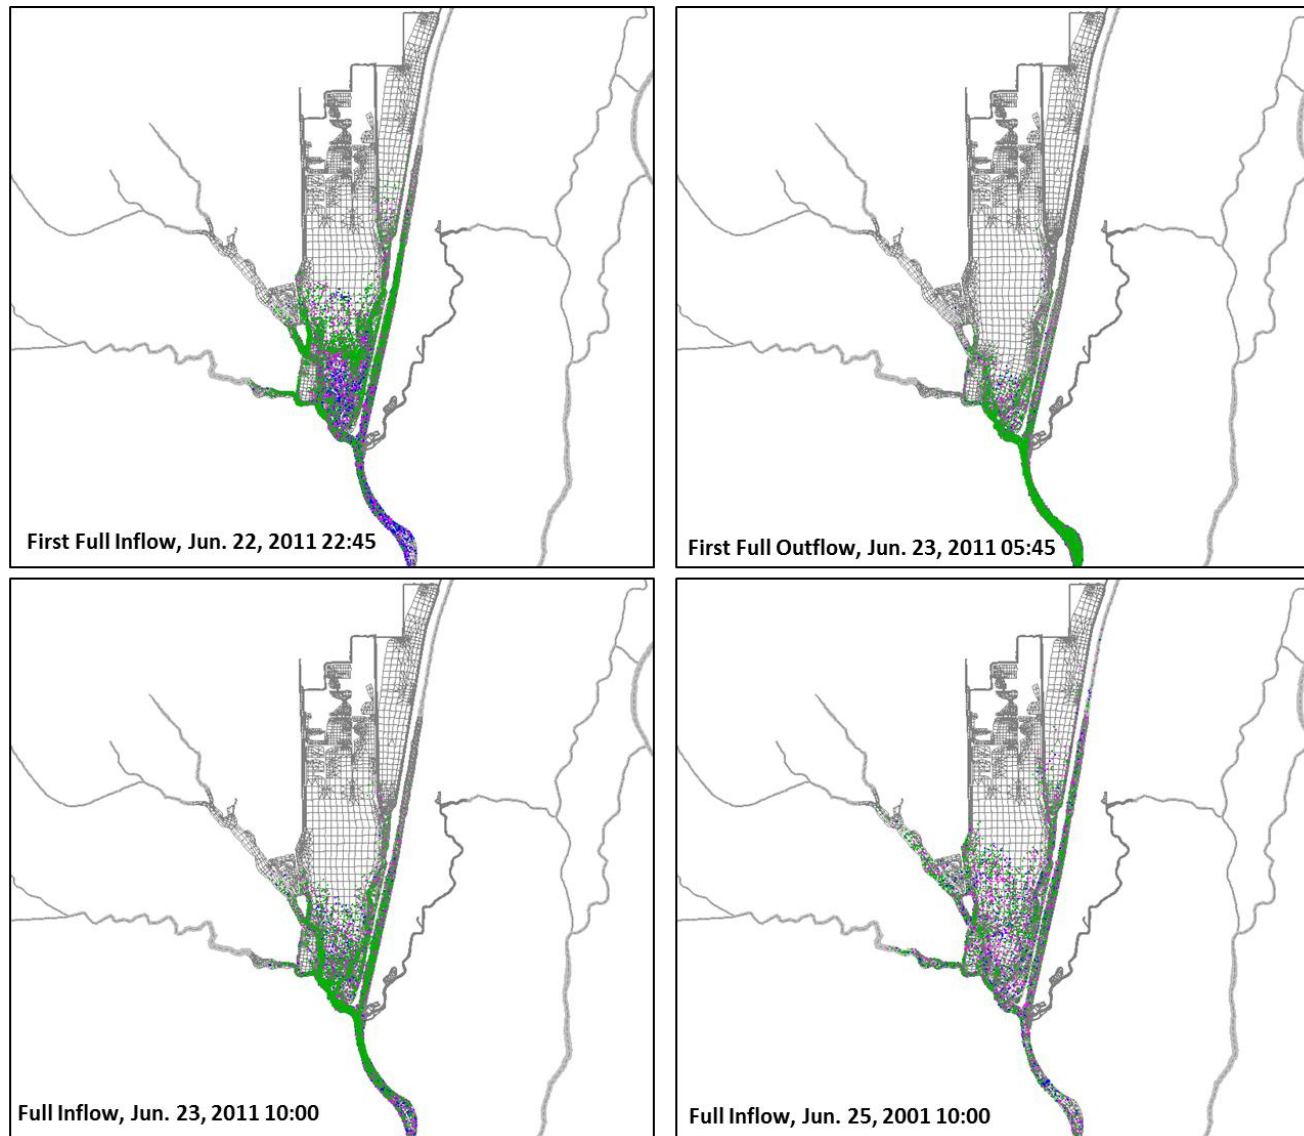 First Full Inflow, Jun. 22, 2011 22:45
First Full Outflow, Jun. 23, 2011 05:45
Full Inflow, Jun. 23, 2011 10:00
Full Inflow, Jun. 25, 2001 10:00